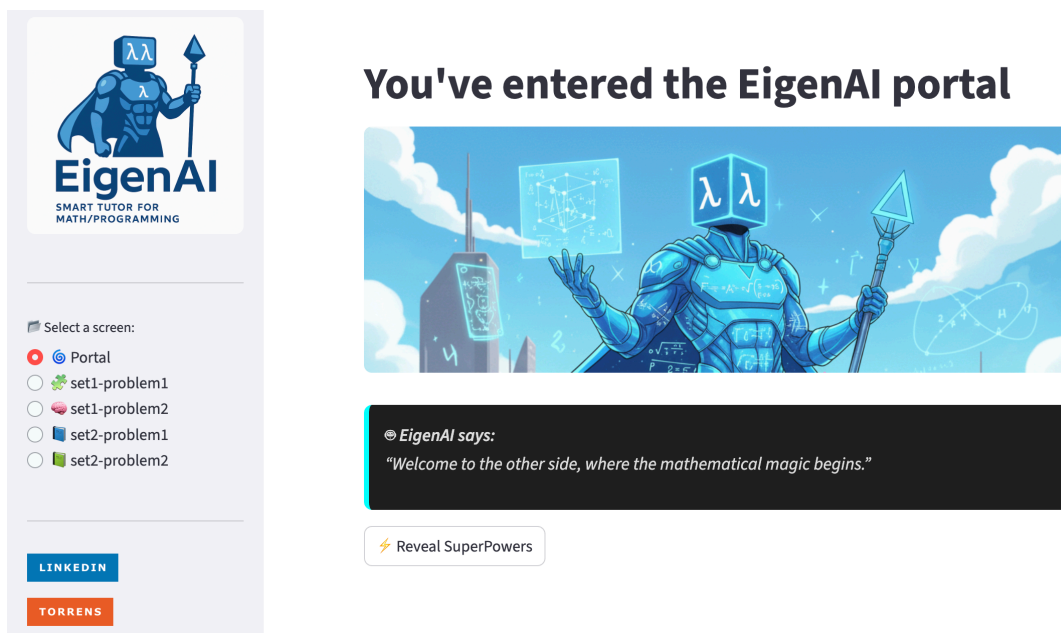 λλ
λ
EigenAI
SMART TUTOR FOR
MATH/PROGRAMMING
Select a screen:
Portal
set1-problem1
set1-problem2
set2-problem1
set2-problem2
LINKEDIN
TORRENS
You've entered the EigenAI portal
λ λ
EigenAI says:
“Welcome to the other side, where the mathematical magic begins.”
⚡ Reveal SuperPowers